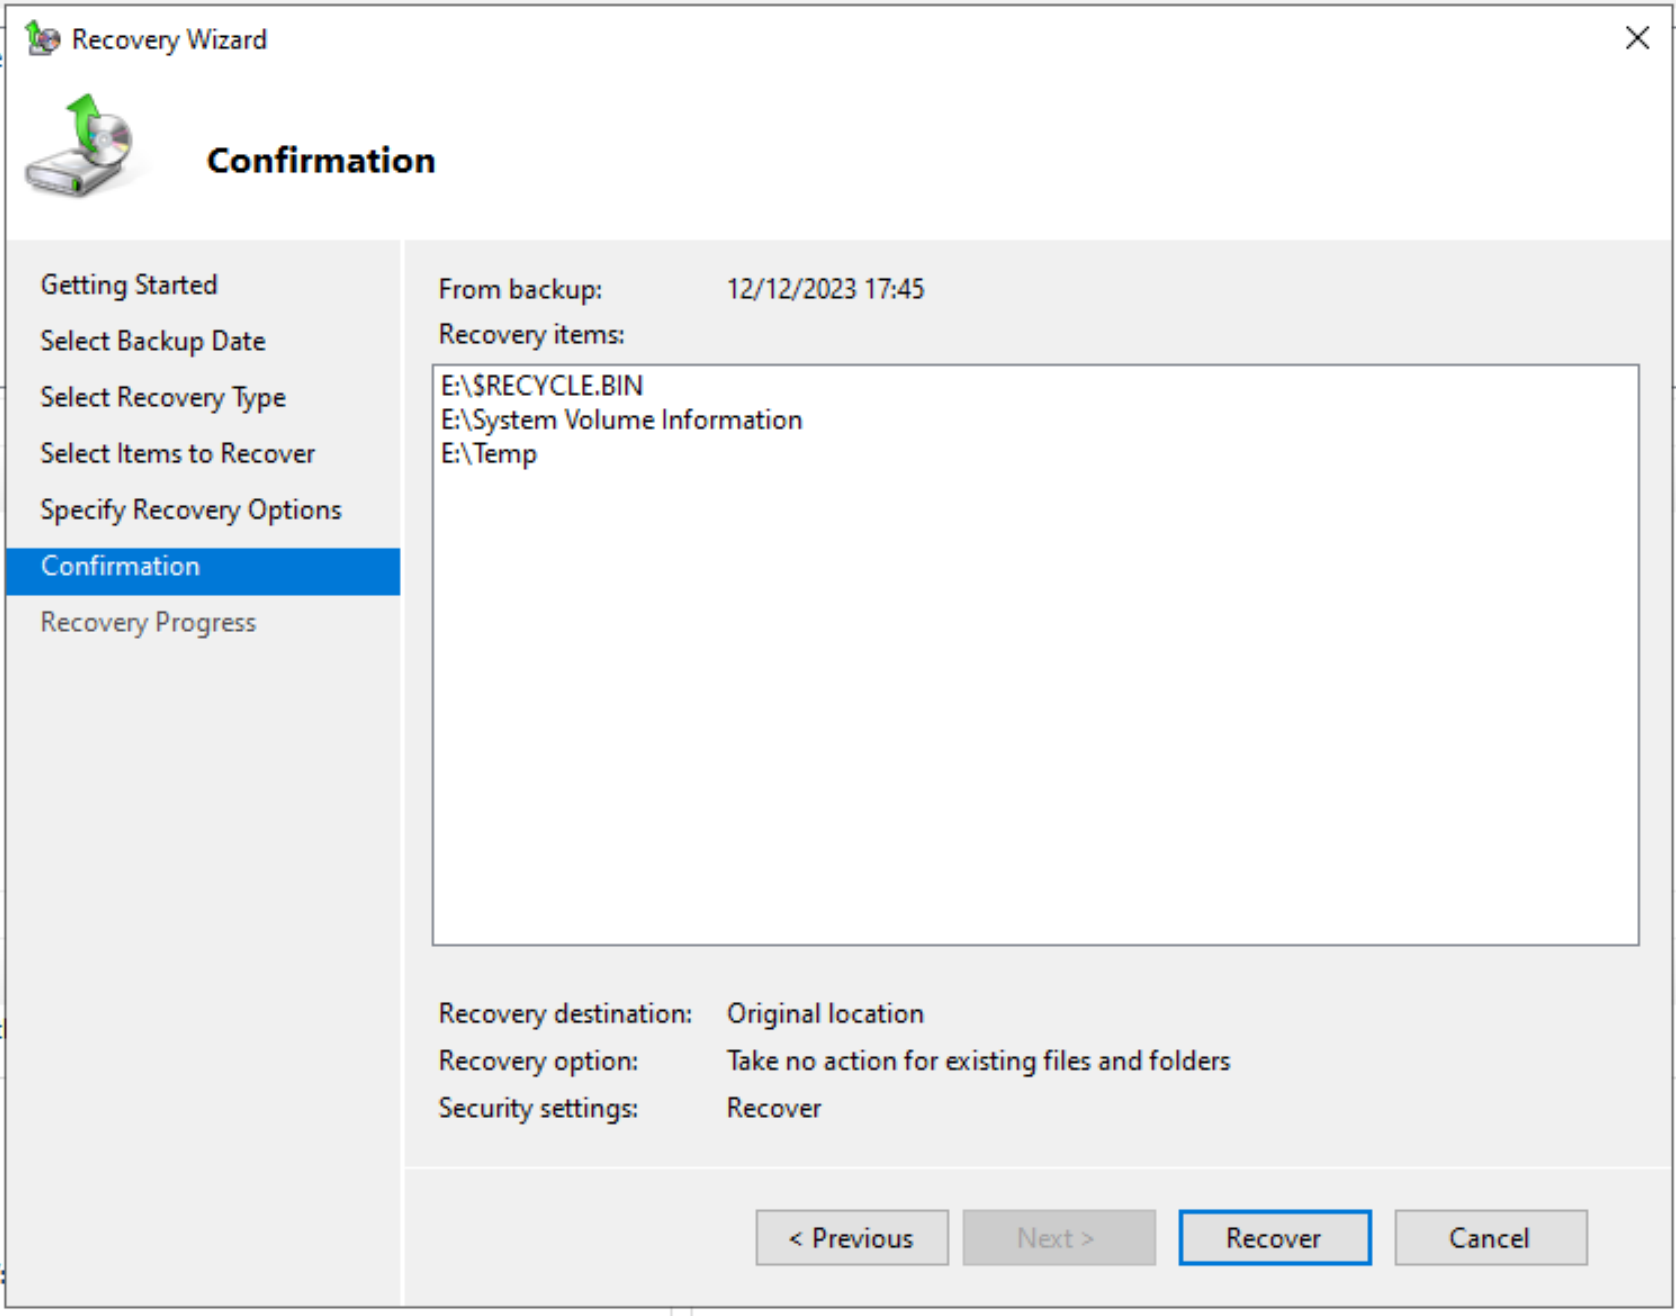 Recovery Wizard
Confirmation
Getting Started
Select Backup Date
Select Recovery Type
Select Items to Recover
Specify Recovery Options
Confirmation
Recovery Progress
From backup: 12/12/2023 17:45
Recovery items:
E:\$RECYCLE.BIN
E:\System Volume Information
E:\Temp
Recovery destination: Original location
Recovery option: Take no action for existing files and folders
Security settings: Recover
< Previous Next > Recover Cancel